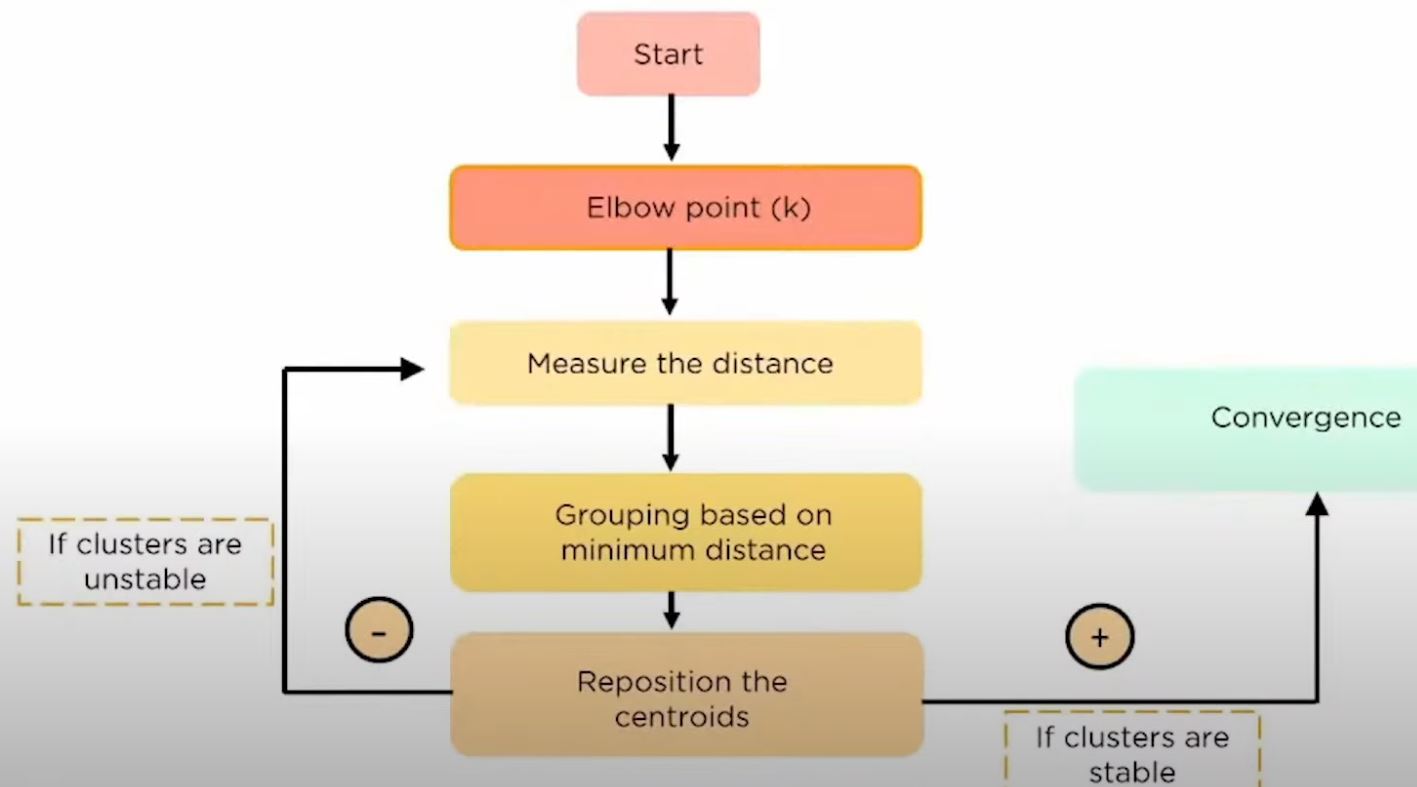 Start
Elbow point (k)
Measure the distance
Convergence
Grouping based on
minimum distance
If clusters are
unstable
-
+
Reposition the
centroids
If clusters are
stable